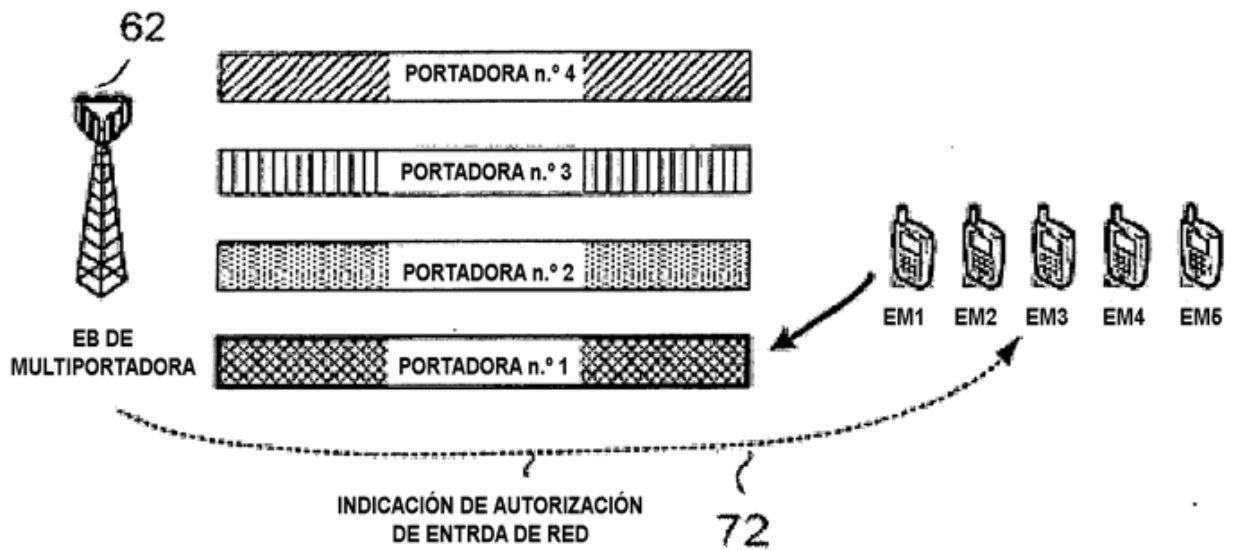 62
PORTADORA n.º 4
PORTADORA n.º 3
PORTADORA n.º 2
PORTADORA n.º 1
EB DE
MULTIPORTADORA
EM1 EM2 EM3 EM4 EM5
INDICACIÓN DE AUTORIZACIÓN
DE ENTRDA DE RED
72